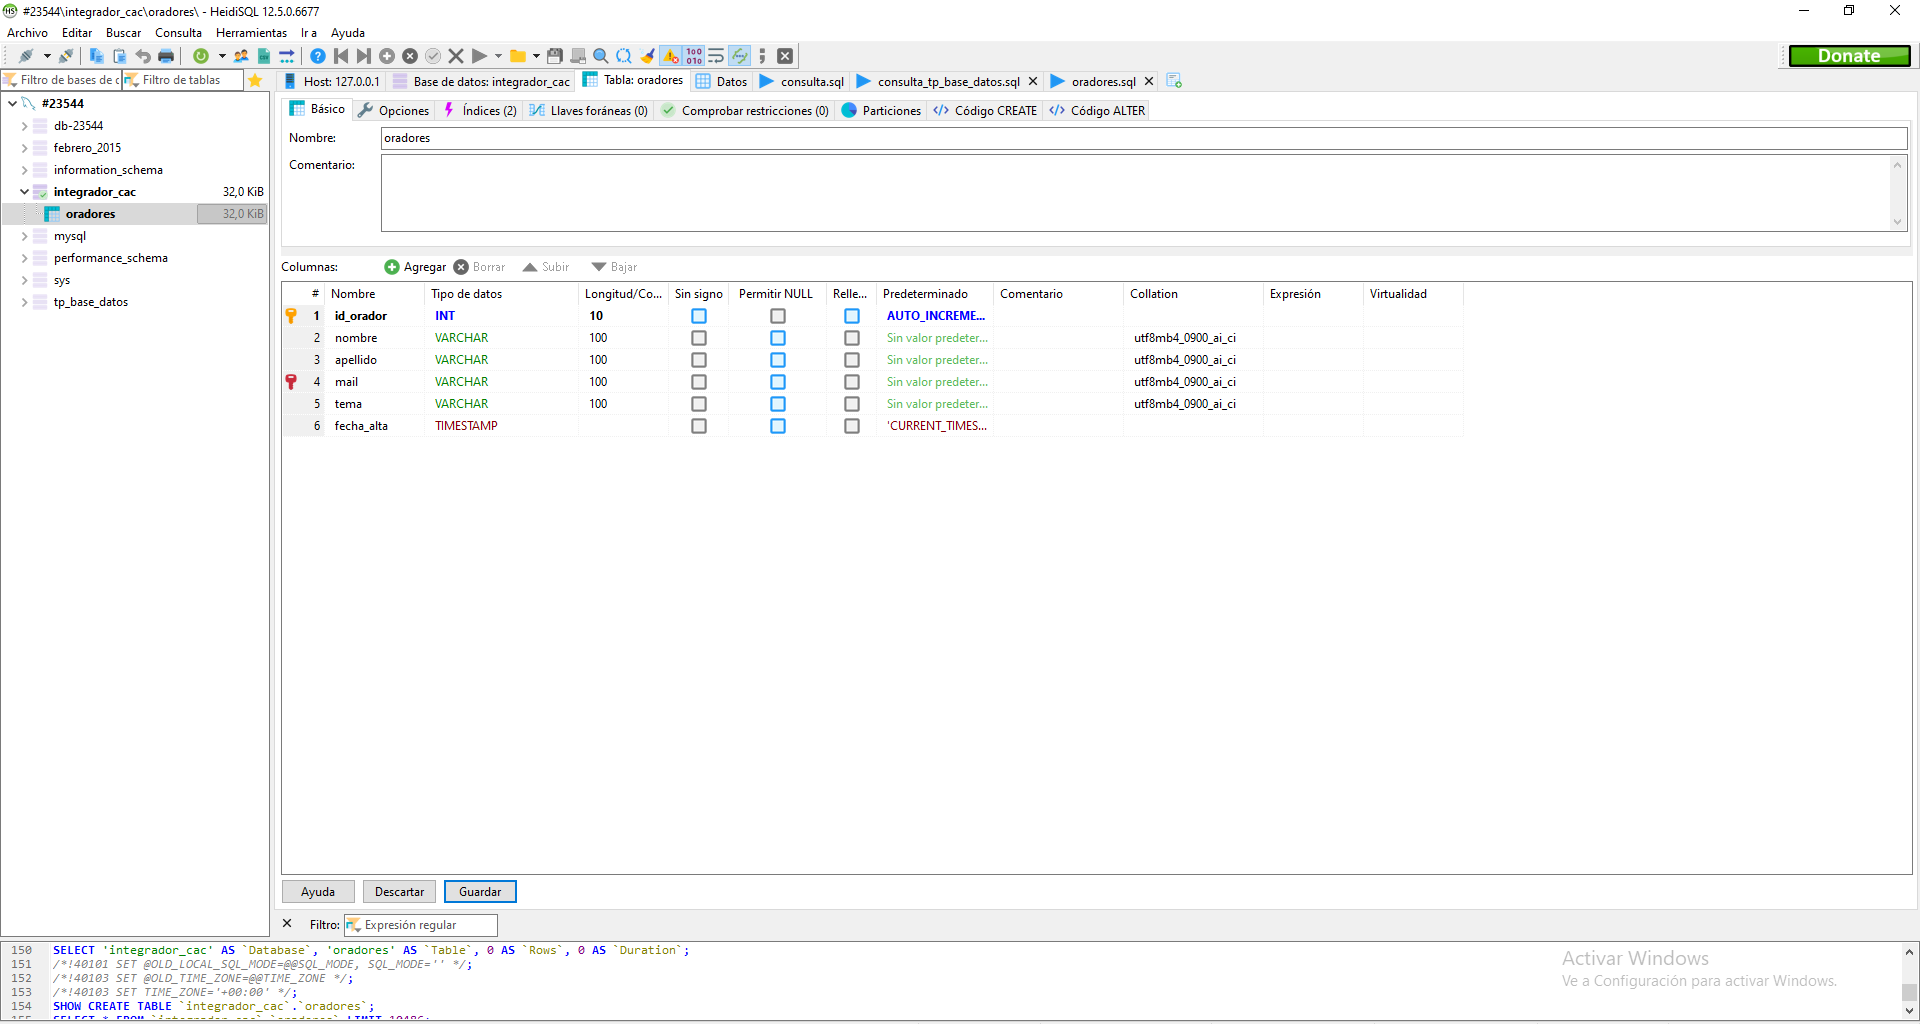 #23544\integrador_cac\oradores\ - HeidiSQL 12.5.0.6677
Archivo Editar Buscar Consulta Herramientas Ir a Ayuda
Donate
Filtro de bases de d Filtro de tablas
Host: 127.0.0.1 Base de datos: integrador_cac Tabla: oradores Datos consulta.sql consulta_tp_base_datos.sql oradores.sql
#23544
db-23544
febrero_2015
information_schema
integrador_cac 32,0 KiB
oradores 32,0 KiB
mysql
performance_schema
sys
tp_base_datos
Básico Opciones Índices (2) Llaves foráneas (0) Comprobar restricciones (0) Particiones Código CREATE Código ALTER
Nombre: oradores
Comentario:
Columnas: Agregar Borrar Subir Bajar
# Nombre Tipo de datos Longitud/Co... Sin signo Permitir NULL Relle... Predeterminado Comentario Collation Expresión Virtualidad
1 id_orador INT 10 AUTO_INCREME...
2 nombre VARCHAR 100 Sin valor predeter... utf8mb4_0900_ai_ci
3 apellido VARCHAR 100 Sin valor predeter... utf8mb4_0900_ai_ci
4 mail VARCHAR 100 Sin valor predeter... utf8mb4_0900_ai_ci
5 tema VARCHAR 100 Sin valor predeter... utf8mb4_0900_ai_ci
6 fecha_alta TIMESTAMP 'CURRENT_TIMES...
Ayuda Descartar Guardar
Filtro: Expresión regular
150 SELECT 'integrador_cac' AS `Database`, 'oradores' AS `Table`, 0 AS `Rows`, 0 AS `Duration`;
151 /*!40101 SET @OLD_LOCAL_SQL_MODE=@@SQL_MODE, SQL_MODE='' */;
152 /*!40103 SET @OLD_TIME_ZONE=@@TIME_ZONE */;
153 /*!40103 SET TIME_ZONE='+00:00' */;
154 SHOW CREATE TABLE `integrador_cac`.`oradores`;
Activar Windows
Ve a Configuración para activar Windows.